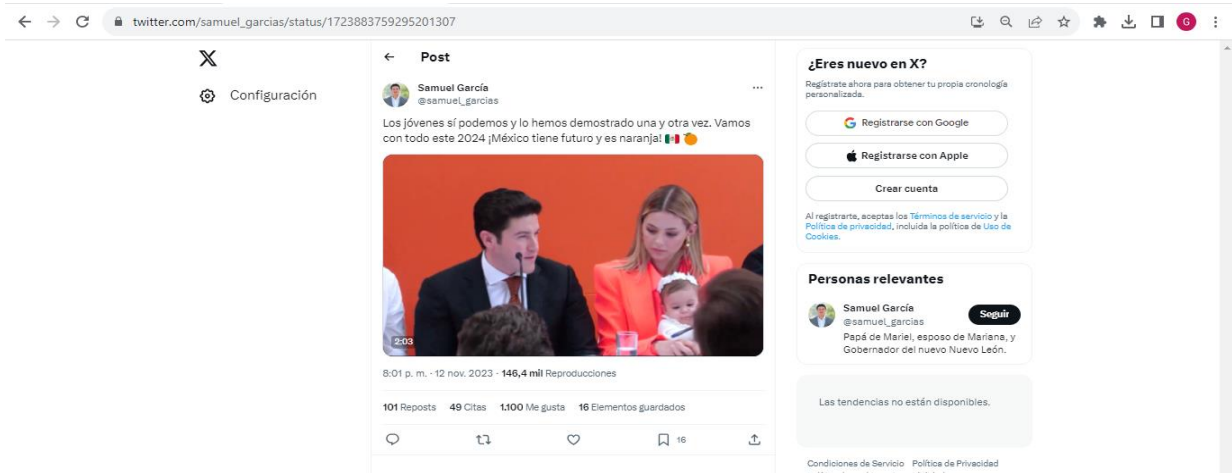 twitter.com/samuel_garcias/status/1723883759295201307
G
X
Configuración
Post
Samuel García
@samuel_garcias
Los jóvenes sí podemos y lo hemos demostrado una y otra vez. Vamos
con todo este 2024 ¡México tiene futuro y es naranja! 🇲🇽 🍊
2:03
8:01 p. m. · 12 nov. 2023 · 146,4 mil Reproducciones
101 Reposts 49 Citas 1.100 Me gusta 16 Elementos guardados
16
¿Eres nuevo en X?
Regístrate ahora para obtener tu propia cronología
personalizada.
Registrarse con Google
Registrarse con Apple
Crear cuenta
Al registrarte, aceptas los Términos de servicio y la
Política de privacidad, incluida la política de Uso de
Cookies.
Personas relevantes
Samuel García
@samuel_garcias
Seguir
Papá de Mariel, esposo de Mariana, y
Gobernador del nuevo Nuevo León.
Las tendencias no están disponibles.
Condiciones de Servicio Política de Privacidad